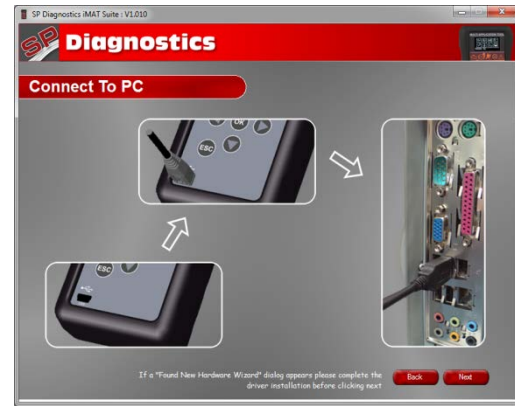 SP Diagnostics iMAT Suite : V1.010
SP Diagnostics
Connect To PC
OK
ESC
ESC
If a "Found New Hardware Wizard" dialog appears please complete the
driver installation before clicking next
Back
Next